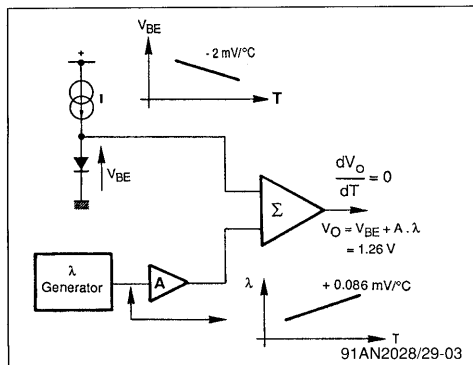 V_BE
- 2 mV/°C
T
+
I
V_BE
Σ
dV_O
dT
= 0
V_O = V_BE + A . λ
= 1.26 V
λ
Generator
A
λ
+ 0.086 mV/°C
T
91AN2028/29-03